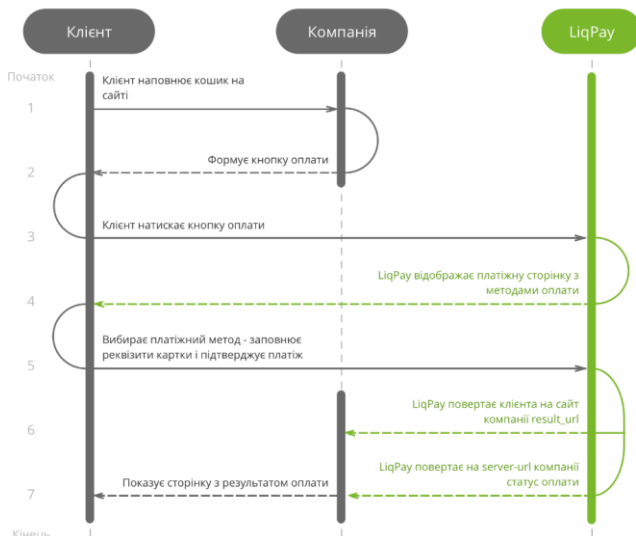 Клієнт
Компанія
LiqPay
Початок
Клієнт наповнює кошик на
сайті
1
Формує кнопку оплати
2
Клієнт натискає кнопку оплати
3
LiqPay відображає платіжну сторінку з
методами оплати
4
Вибирає платіжний метод - заповнює
реквізити картки і підтверджує платіж
5
LiqPay повертає клієнта на сайт
компанії result_url
6
LiqPay повертає на server-url компанії
статус оплати
Показує сторінку з результатом оплати
7
Кінець